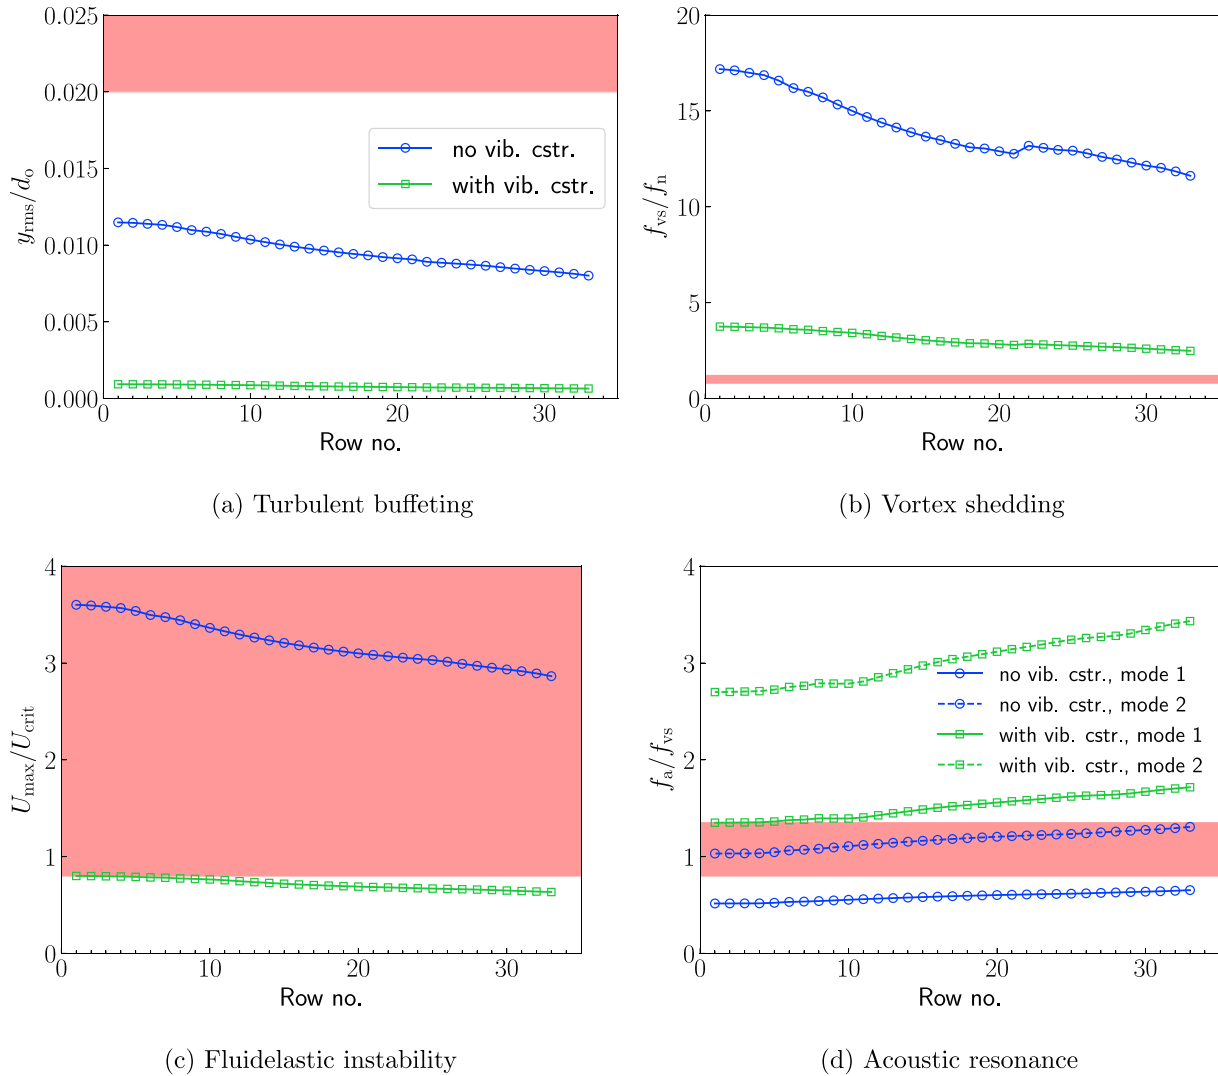 0.025
0.020
0.015
0.010
0.005
0.000
y_rms/d_o
no vib. cstr.
with vib. cstr.
0 10 20 30
Row no.
(a) Turbulent buffeting
20
15
10
5
0
f_vs/f_n
0 10 20 30
Row no.
(b) Vortex shedding
4
3
2
1
0
U_max/U_crit
0 10 20 30
Row no.
(c) Fluidelastic instability
4
3
2
1
0
f_a/f_vs
no vib. cstr., mode 1
no vib. cstr., mode 2
with vib. cstr., mode 1
with vib. cstr., mode 2
0 10 20 30
Row no.
(d) Acoustic resonance